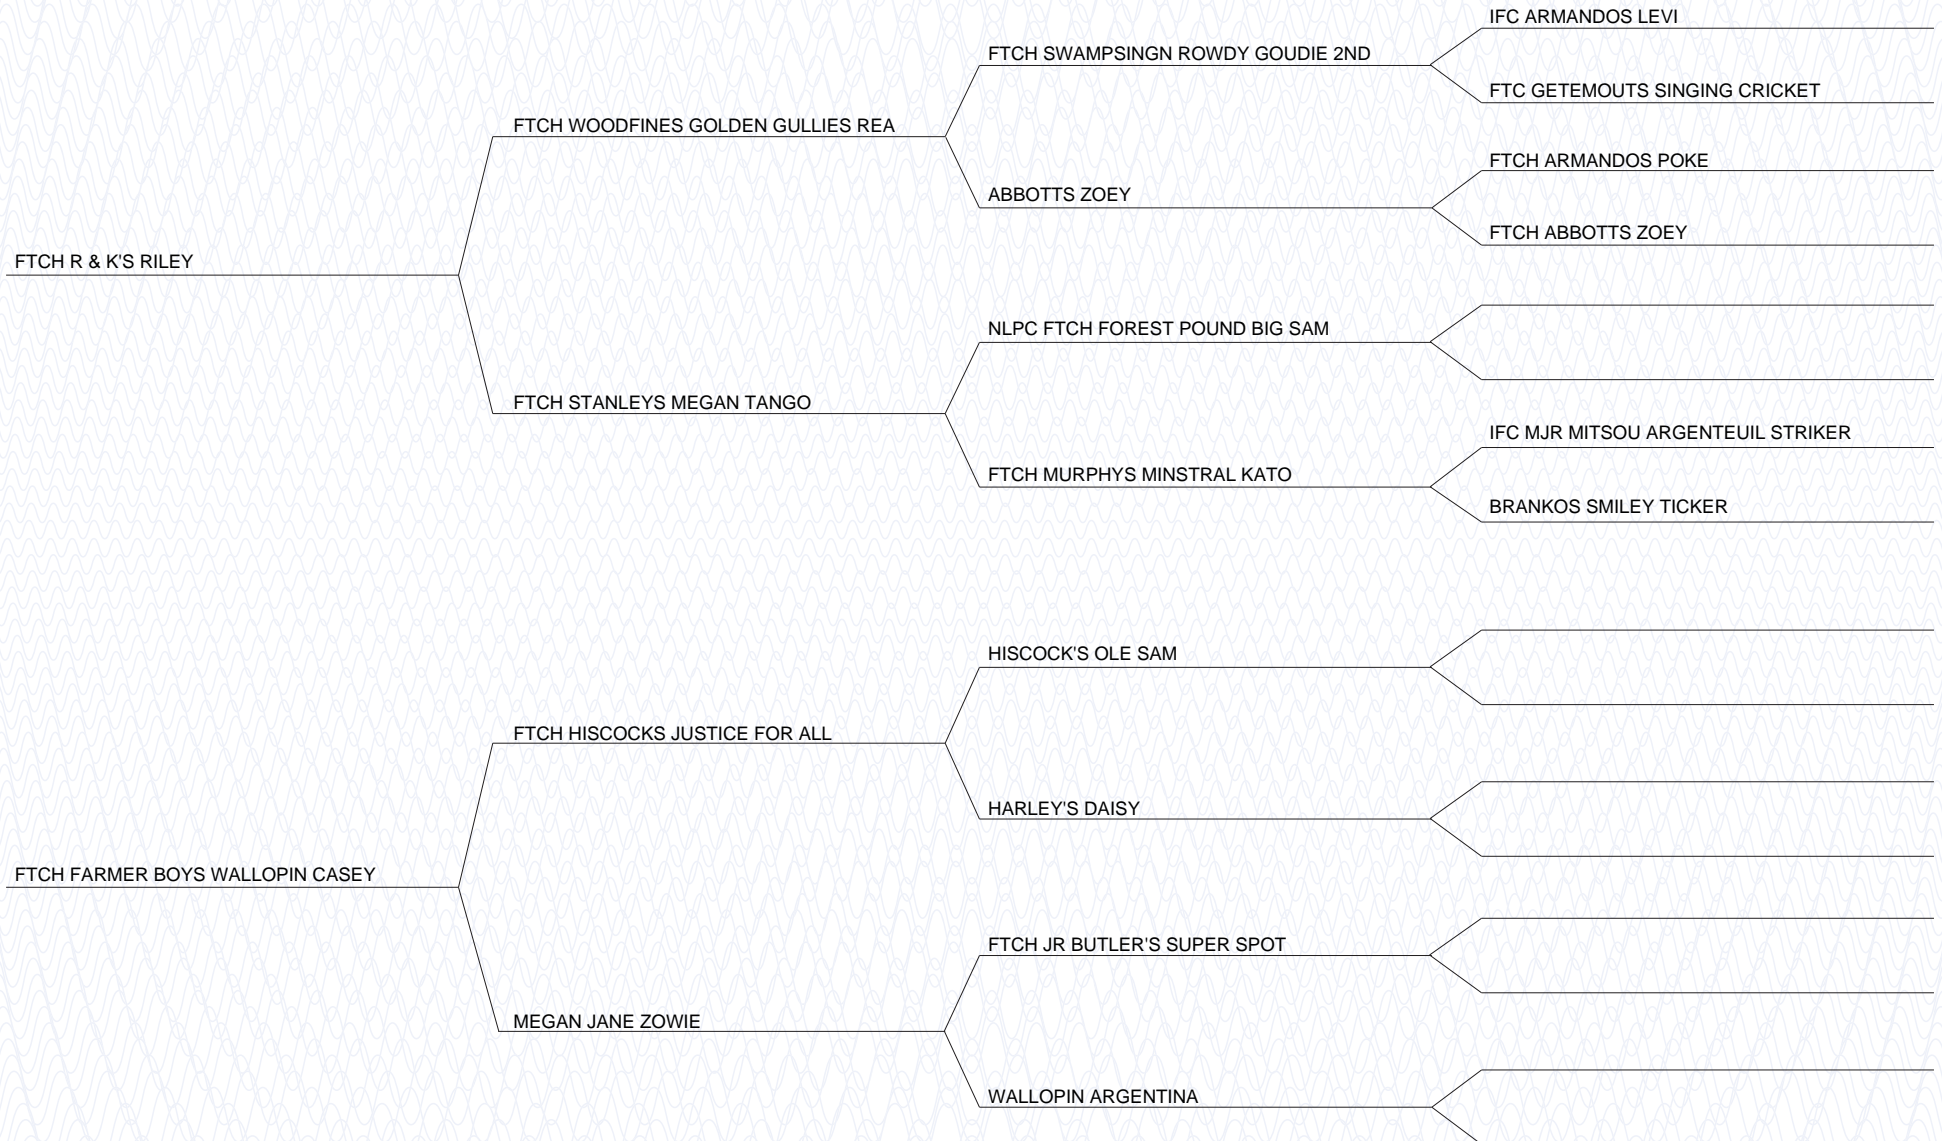 IFC ARMANDOS LEVI
FTCH SWAMPSINGN ROWDY GOUDIE 2ND
FTC GETEMOUTS SINGING CRICKET
FTCH WOODFINES GOLDEN GULLIES REA
FTCH ARMANDOS POKE
ABBOTTS ZOEY
FTCH ABBOTTS ZOEY
FTCH R & K'S RILEY
NLPC FTCH FOREST POUND BIG SAM
FTCH STANLEYS MEGAN TANGO
IFC MJR MITSOU ARGENTEUIL STRIKER
FTCH MURPHYS MINSTRAL KATO
BRANKOS SMILEY TICKER
HISCOCK'S OLE SAM
FTCH HISCOCKS JUSTICE FOR ALL
HARLEY'S DAISY
FTCH FARMER BOYS WALLOPIN CASEY
FTCH JR BUTLER'S SUPER SPOT
MEGAN JANE ZOWIE
WALLOPIN ARGENTINA